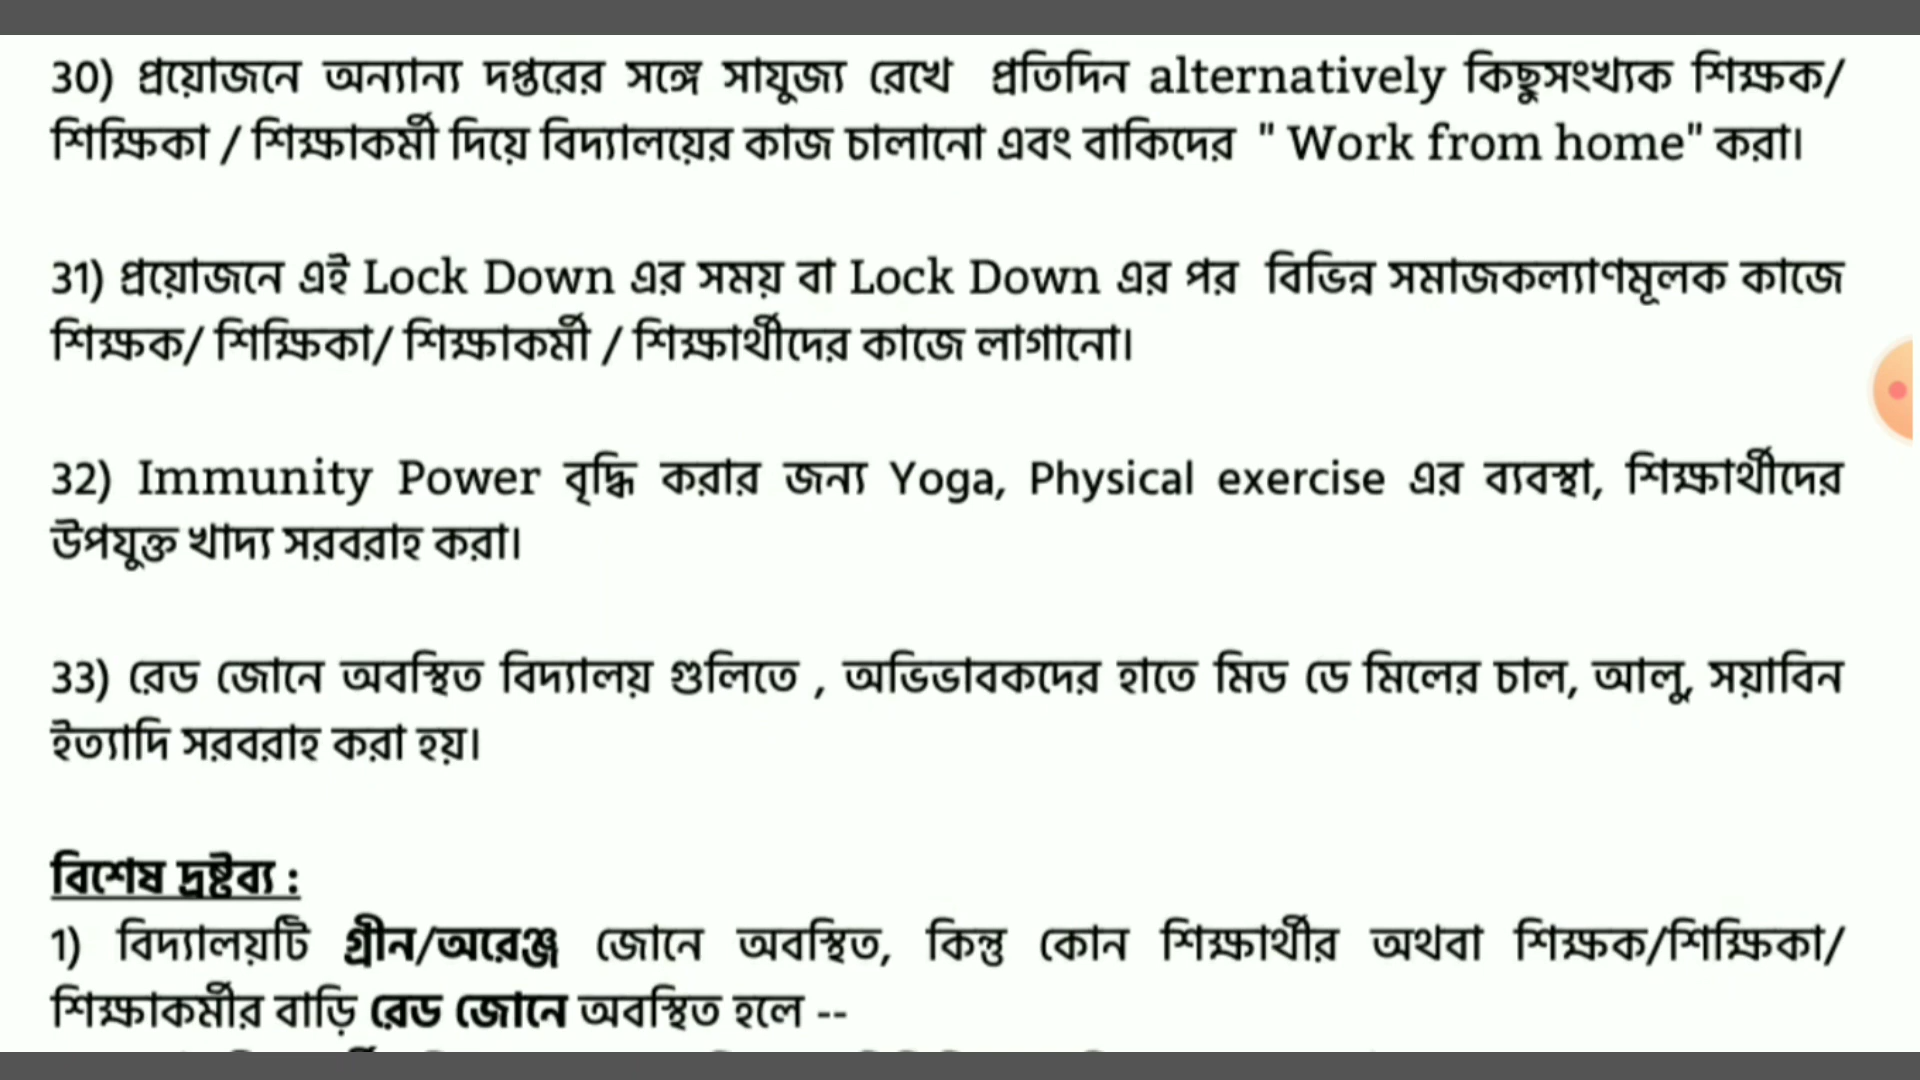 30) প্রয়োজনে অন্যান্য দপ্তরের সঙ্গে সাযুজ্য রেখে প্রতিদিন alternatively কিছুসংখ্যক শিক্ষক/
শিক্ষিকা / শিক্ষাকর্মী দিয়ে বিদ্যালয়ের কাজ চালানো এবং বাকিদের " Work from home" করা।
31) প্রয়োজনে এই Lock Down এর সময় বা Lock Down এর পর বিভিন্ন সমাজকল্যাণমূলক কাজে
শিক্ষক/ শিক্ষিকা/ শিক্ষাকর্মী / শিক্ষার্থীদের কাজে লাগানো।
32) Immunity Power বৃদ্ধি করার জন্য Yoga, Physical exercise এর ব্যবস্থা, শিক্ষার্থীদের
উপযুক্ত খাদ্য সরবরাহ করা।
33) রেড জোনে অবস্থিত বিদ্যালয় গুলিতে , অভিভাবকদের হাতে মিড ডে মিলের চাল, আলু, সয়াবিন
ইত্যাদি সরবরাহ করা হয়।
বিশেষ দ্রষ্টব্য :
1) বিদ্যালয়টি গ্রীন/অরেঞ্জ জোনে অবস্থিত, কিন্তু কোন শিক্ষার্থীর অথবা শিক্ষক/শিক্ষিকা/
শিক্ষাকর্মীর বাড়ি রেড জোনে অবস্থিত হলে --